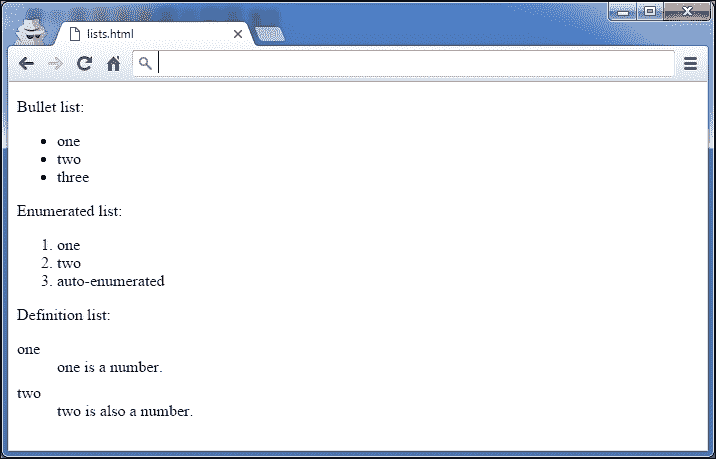 lists.html
Bullet list:
• one
• two
• three
Enumerated list:
1. one
2. two
3. auto-enumerated
Definition list:
one
one is a number.
two
two is also a number.